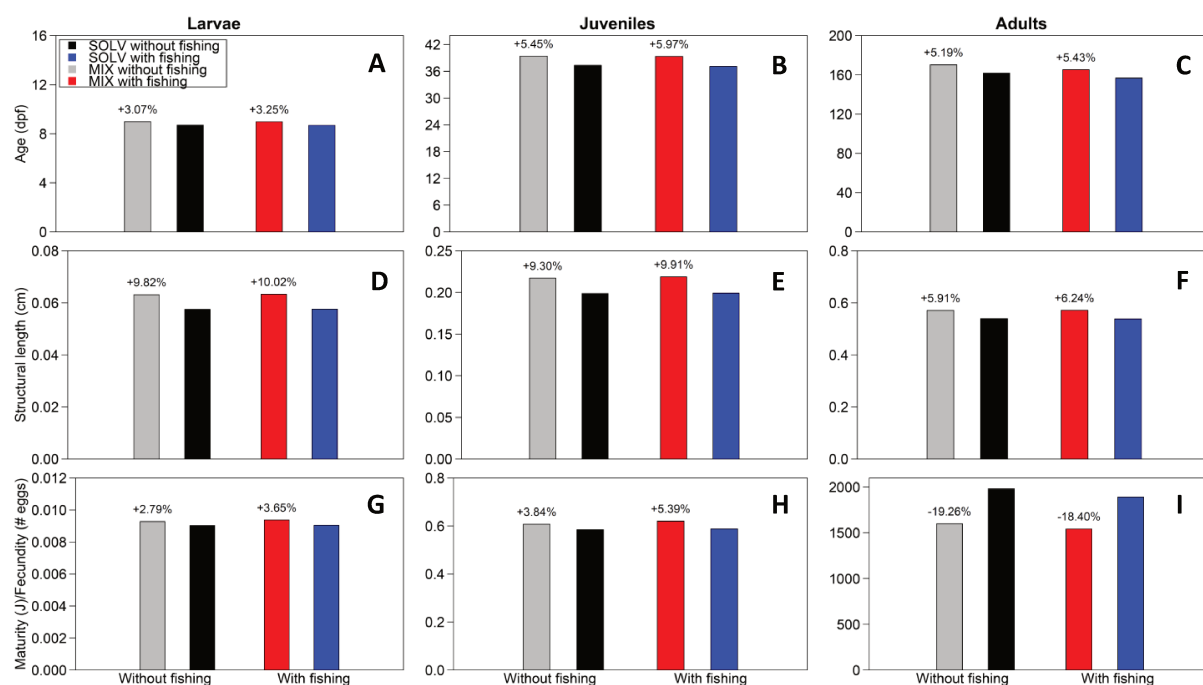 Larvae
Juveniles
Adults
Age (dpf)
16
12
8
4
0
SOLV without fishing
SOLV with fishing
MIX without fishing
MIX with fishing
A
+3.07%
+3.25%
42
36
30
24
18
12
6
0
+5.45%
+5.97%
B
200
160
120
80
40
0
+5.19%
+5.43%
C
Structural length (cm)
0.08
0.06
0.04
0.02
0.00
+9.82%
+10.02%
D
0.25
0.20
0.15
0.10
0.05
0.00
+9.30%
+9.91%
E
0.8
0.6
0.4
0.2
0.0
+5.91%
+6.24%
F
Maturity (J)/Fecundity (# eggs)
0.012
0.010
0.008
0.006
0.004
0.002
0.000
+2.79%
+3.65%
G
Without fishing
With fishing
0.8
0.6
0.4
0.2
0.0
+3.84%
+5.39%
H
Without fishing
With fishing
2000
1500
1000
500
0
-19.26%
-18.40%
I
Without fishing
With fishing